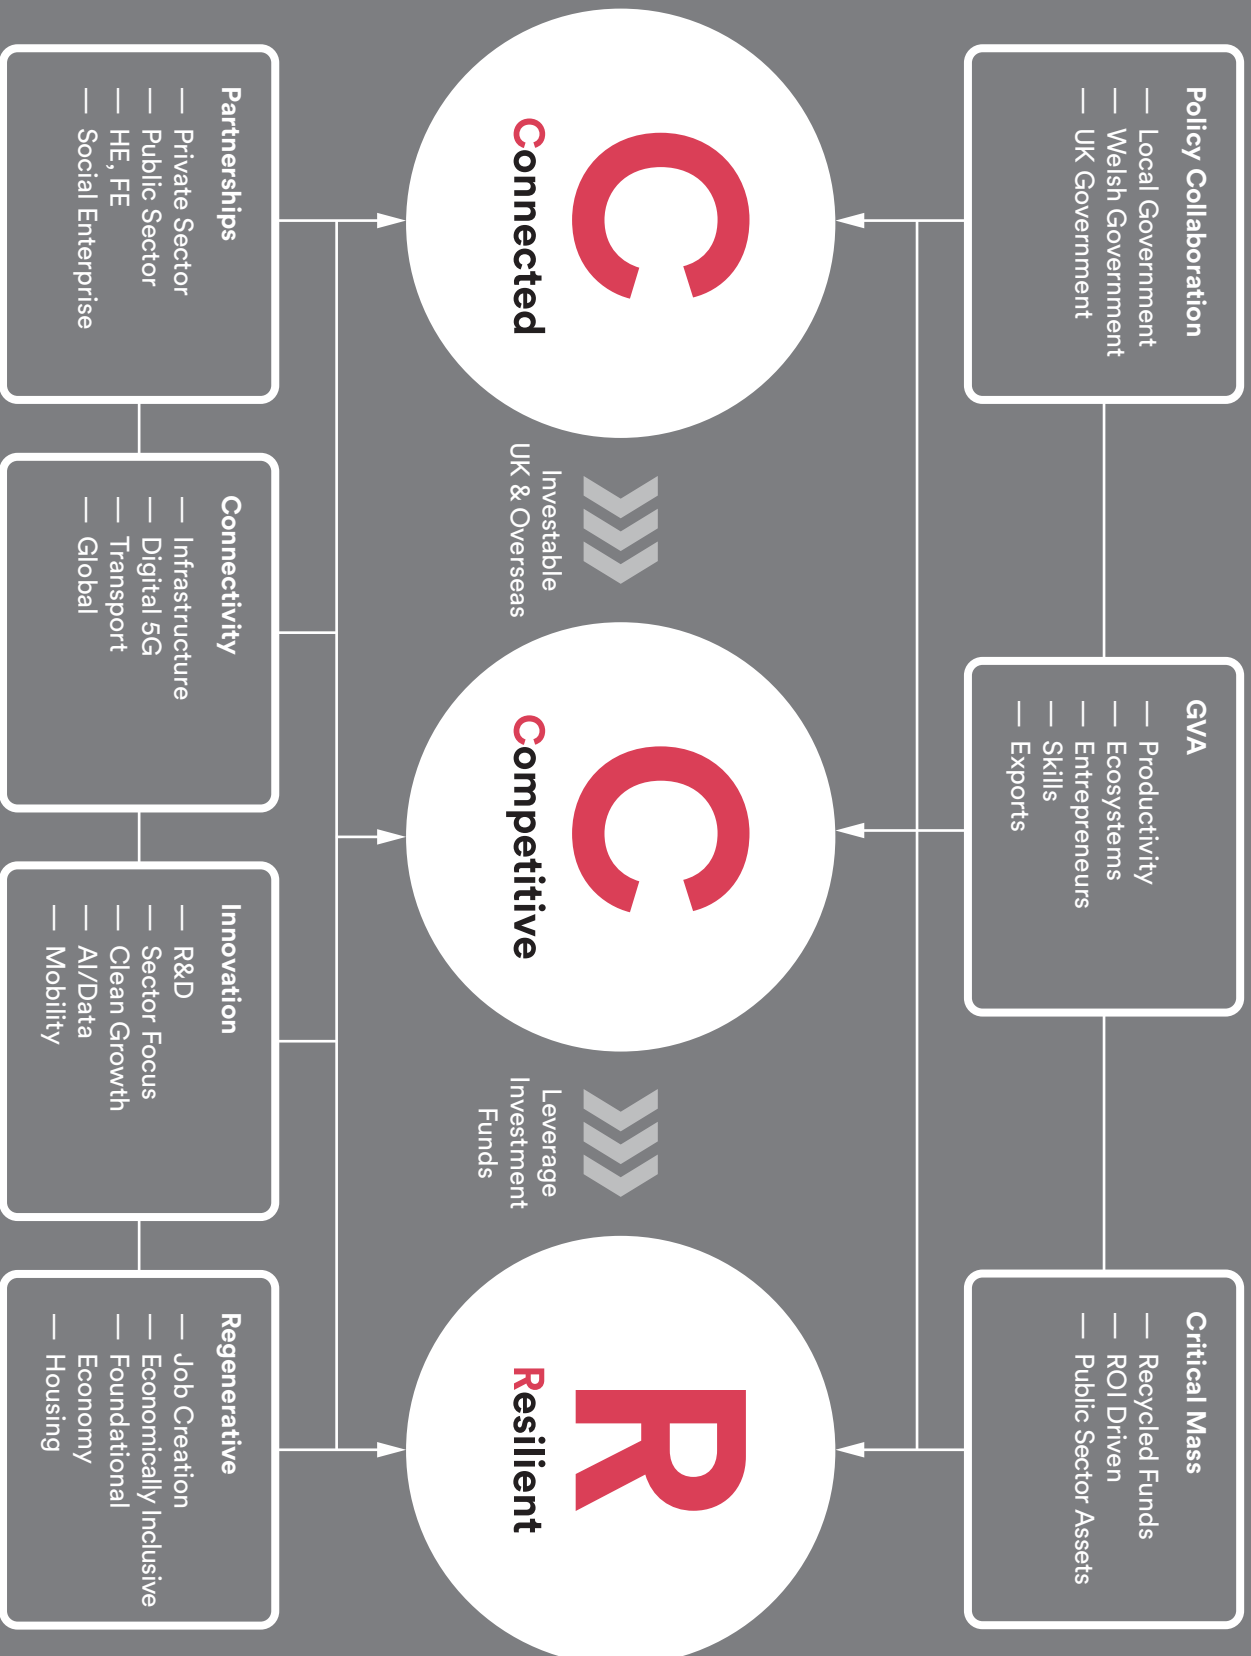 Policy Collaboration
— Local Government
— Welsh Government
— UK Government
GVA
— Productivity
— Ecosystems
— Entrepreneurs
— Skills
— Exports
Critical Mass
— Recycled Funds
— ROI Driven
— Public Sector Assets
C
Connected
Investable
UK & Overseas
C
Competitive
Leverage
Investment
Funds
R
Resilient
Partnerships
— Private Sector
— Public Sector
— HE, FE
— Social Enterprise
Connectivity
— Infrastructure
— Digital 5G
— Transport
— Global
Innovation
— R&D
— Sector Focus
— Clean Growth
— AI/Data
— Mobility
Regenerative
— Job Creation
— Economically Inclusive
— Foundational
Economy
— Housing